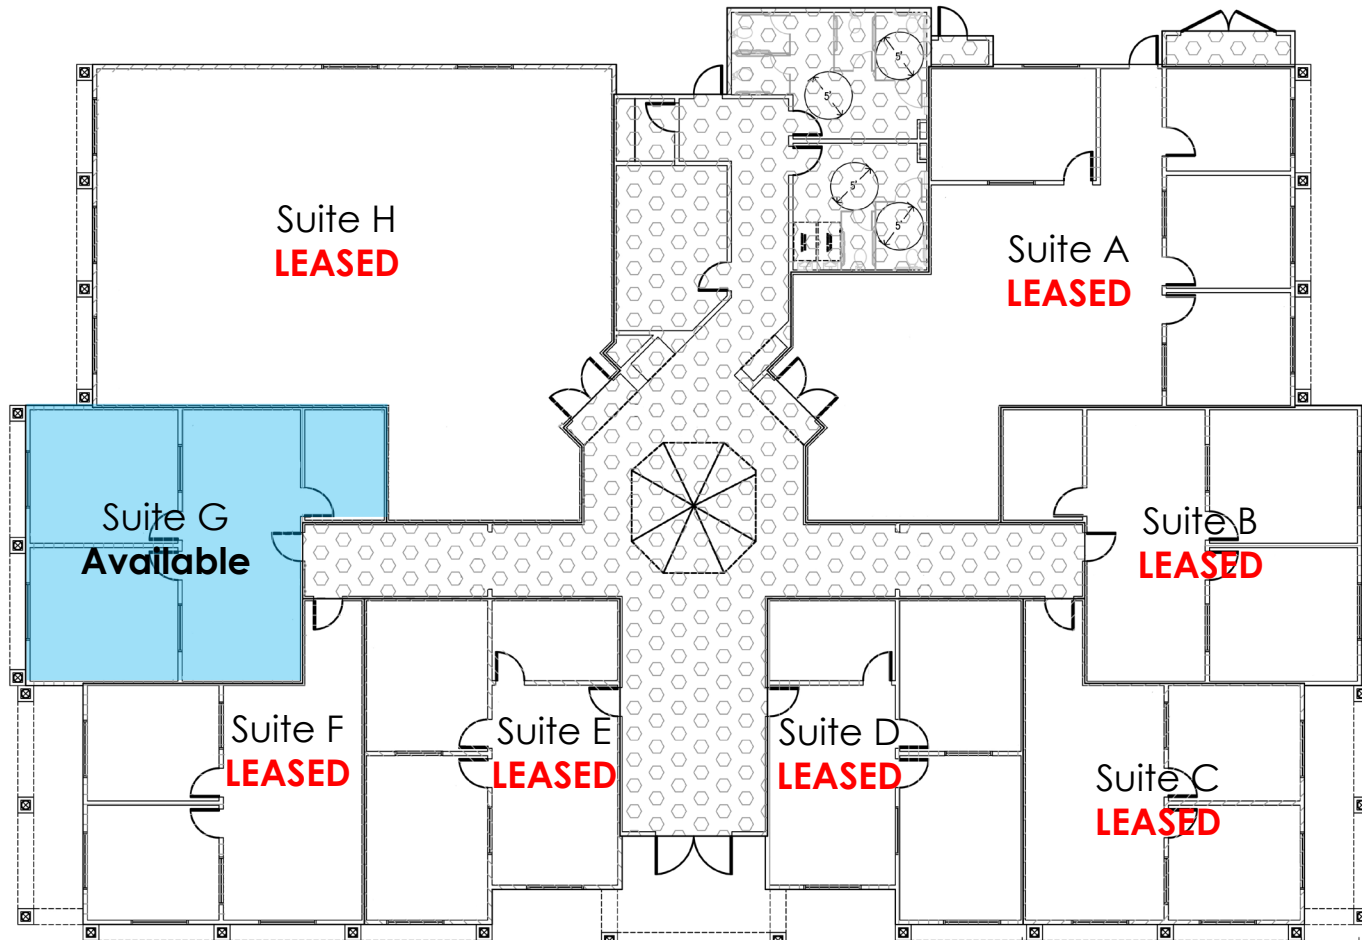 5'
5'
5'
5'
Suite H
LEASED
Suite A
LEASED
Suite G
Available
Suite B
LEASED
Suite F
LEASED
Suite E
LEASED
Suite D
LEASED
Suite C
LEASED